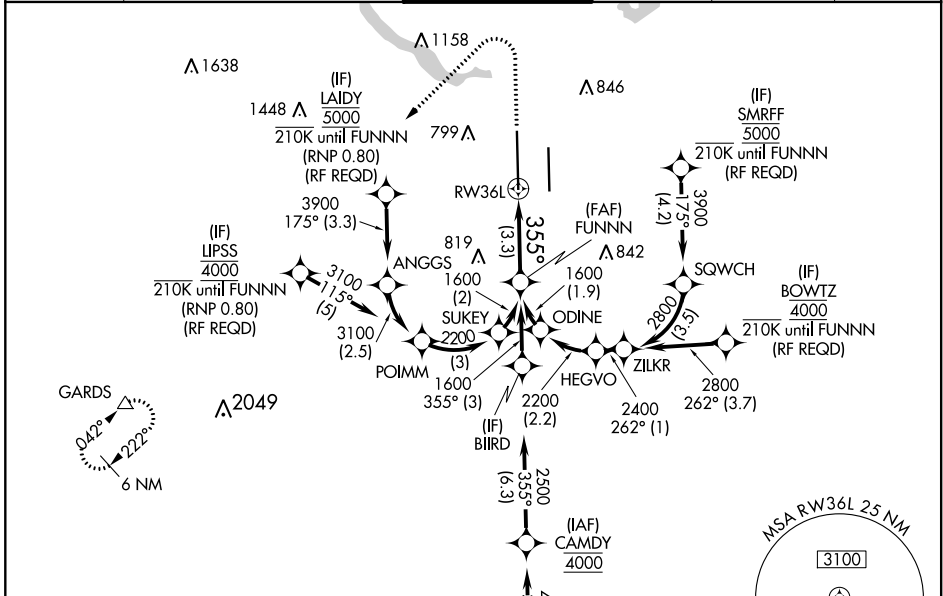 1158
1638
846
(IF)
LAIDY
5000
210K until FUNNN
(RNP 0.80)
(RF REQD)
1448
799
(IF)
SMRFF
5000
210K until FUNNN
(RF REQD)
RW36L
3900
175° (3.3)
355°
(3.3)
(FAF)
FUNNN
3900
175°
(4.2)
(IF)
LIPSS
4000
210K until FUNNN
(RNP 0.80)
(RF REQD)
819
842
ANGGS
3100
115°
(5)
1600
(2)
1600
(1.9)
SQWCH
(IF)
BOWTZ
4000
210K until FUNNN
(RF REQD)
SUKEY
ODINE
2800
(3.5)
3100
(2.5)
2200
(3)
POIMM
HEGVO
ZILKR
1600
355° (3)
2200
(2.2)
2400
262° (1)
2800
262° (3.7)
(IF)
BIIRD
GARDS
042°
222°
6 NM
2049
2500
355°
(6.3)
(IAF)
CAMDY
4000
MSA RW36L 25 NM
3100